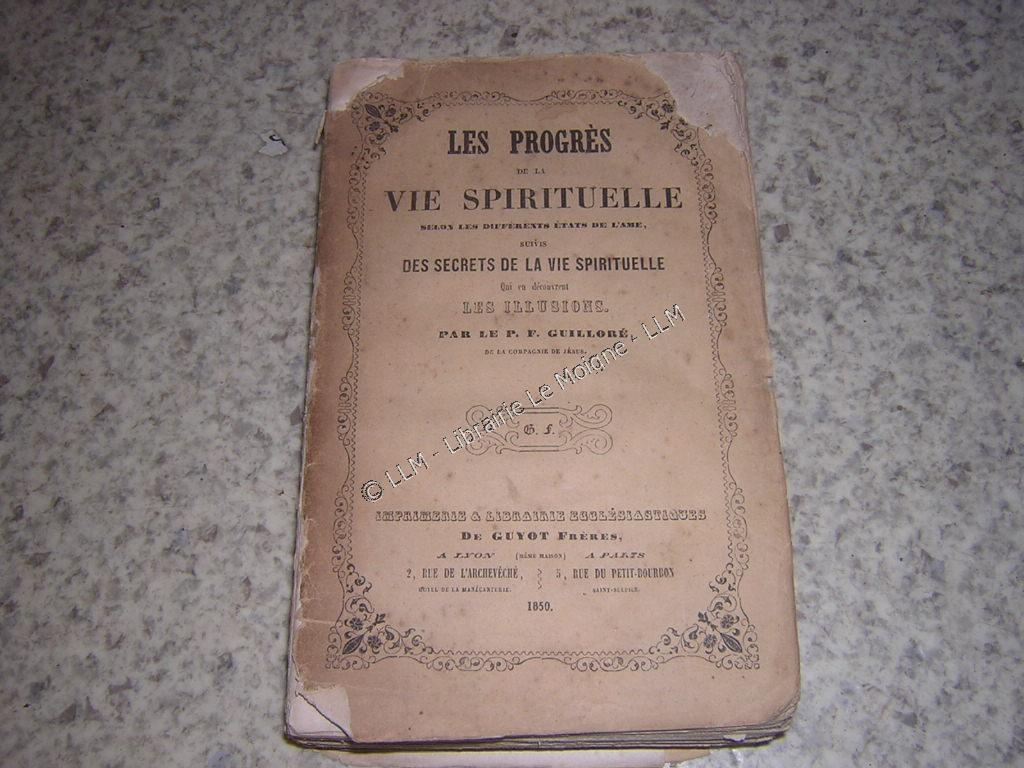 LES PROGRÈS
DE LA
VIE SPIRITUELLE
SELON LES DIFFÉRENTS ÉTATS DE L'AME,
SUIVIS
DES SECRETS DE LA VIE SPIRITUELLE
Qui en découvrent
LES ILLUSIONS.
PAR LE P. F. GUILLORÉ,
DE LA COMPAGNIE DE JÉSUS.
G. F.
© LLM - Librairie Le Moigne - LLM
IMPRIMERIE & LIBRAIRIE ECCLÉSIASTIQUES
DE GUYOT FRÈRES,
A LYON (MÊME MAISON) A PARIS
2, RUE DE L'ARCHEVÊCHÉ, 5, RUE DU PETIT-BOURBON
HOTEL DE LA MANÉCANTERIE. SAINT-SULPICE.
1850.